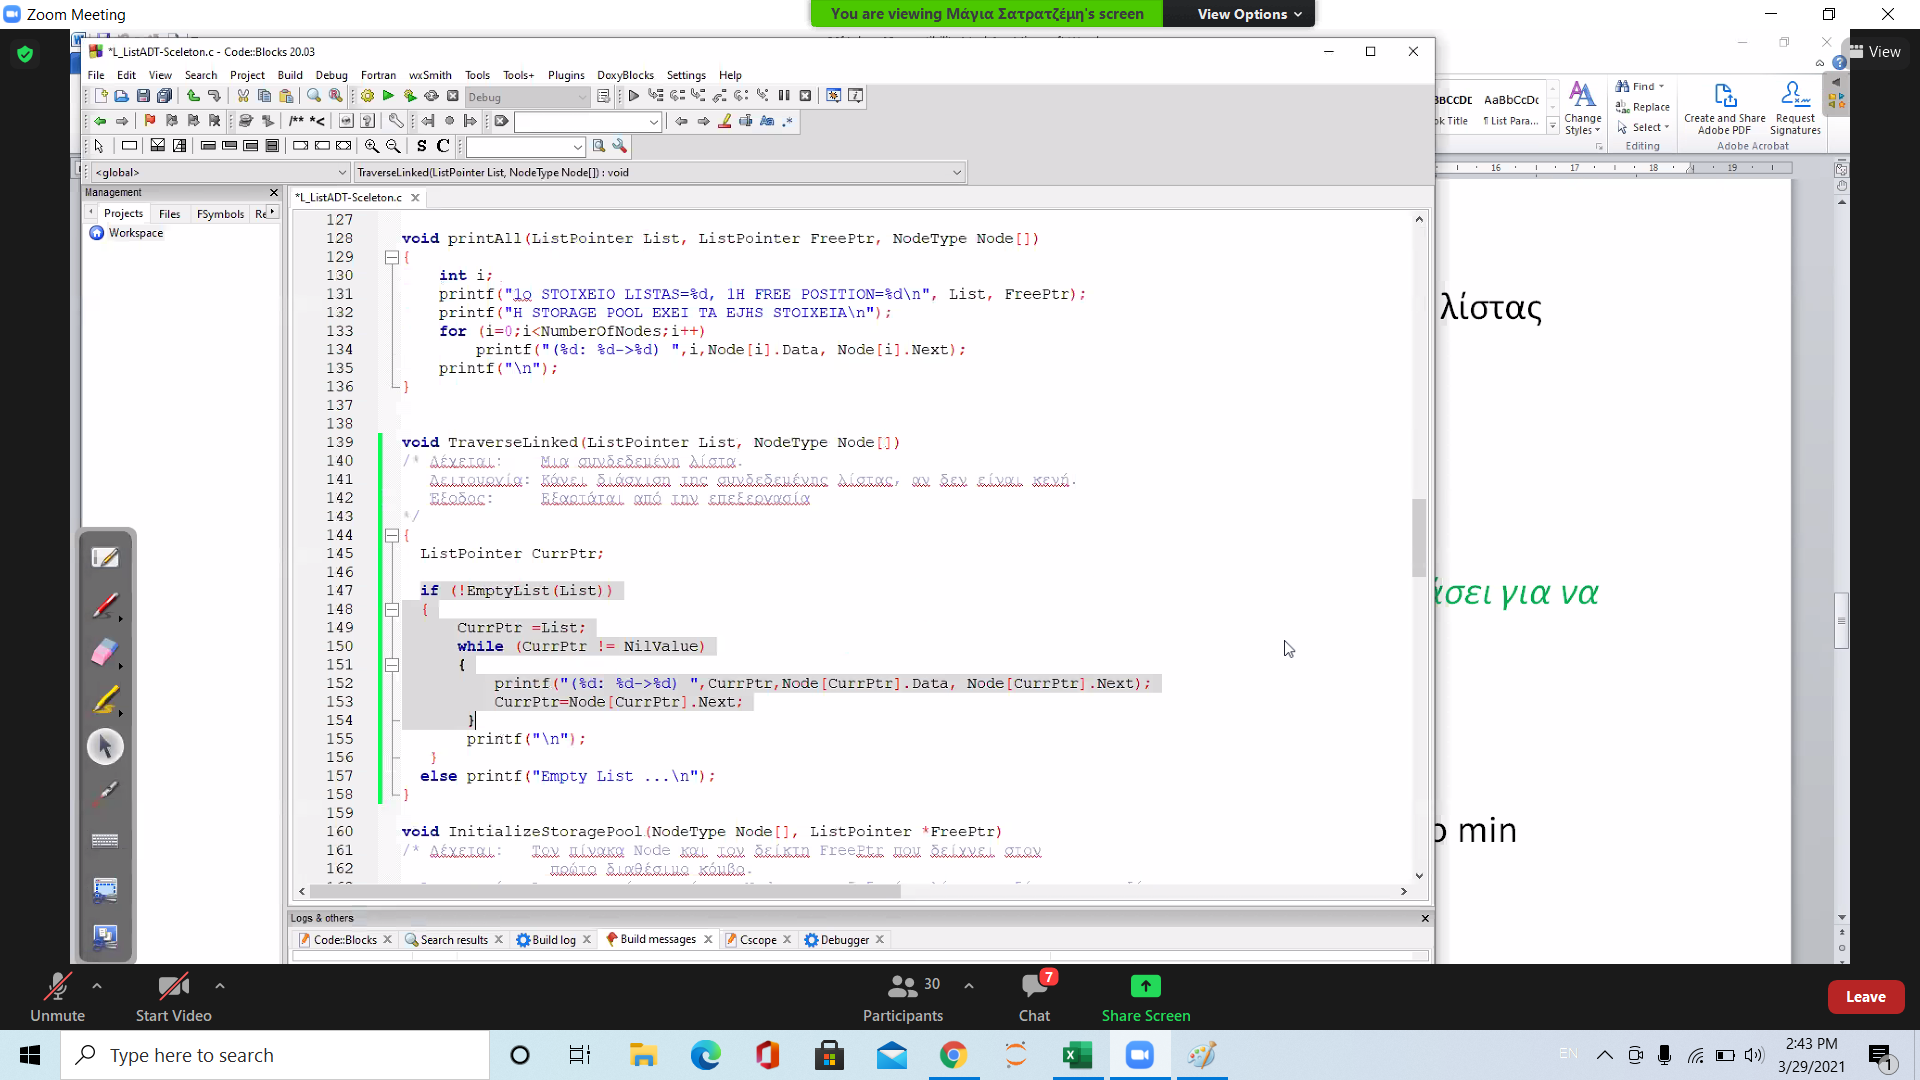 Zoom Meeting
You are viewing Μάγια Σατρατζέμη's screen
View Options
View
*L_ListADT-Sceleton.c - Code::Blocks 20.03
File Edit View Search Project Build Debug Fortran wxSmith Tools Tools+ Plugins DoxyBlocks Settings Help
Debug
<global>
TraverseLinked(ListPointer List, NodeType Node[]) : void
Management
Projects Files FSymbols Re
Workspace
*L_ListADT-Sceleton.c
127
128 void printAll(ListPointer List, ListPointer FreePtr, NodeType Node[])
129 {
130 int i;
131 printf("1o STOIXEIO LISTAS=%d, 1H FREE POSITION=%d\n", List, FreePtr);
132 printf("H STORAGE POOL EXEI TA EJHS STOIXEIA\n");
133 for (i=0;i<NumberOfNodes;i++)
134 printf("(%d: %d->%d) ",i,Node[i].Data, Node[i].Next);
135 printf("\n");
136 }
137
138
139 void TraverseLinked(ListPointer List, NodeType Node[])
140 /* Δέχεται: Μια συνδεδεμένη λίστα.
141 Λειτουργία: Κάνει διάσχιση της συνδεδεμένης λίστας, αν δεν είναι κενή.
142 Έξοδος: Εξαρτάται από την επεξεργασία
143 */
144 {
145 ListPointer CurrPtr;
146
147 if (!EmptyList(List))
148 {
149 CurrPtr =List;
150 while (CurrPtr != NilValue)
151 {
152 printf("(%d: %d->%d) ",CurrPtr,Node[CurrPtr].Data, Node[CurrPtr].Next);
153 CurrPtr=Node[CurrPtr].Next;
154 }
155 printf("\n");
156 }
157 else printf("Empty List ...\n");
158 }
159
160 void InitializeStoragePool(NodeType Node[], ListPointer *FreePtr)
161 /* Δέχεται: Τον πίνακα Node και τον δείκτη FreePtr που δείχνει στον
162 πρώτο διαθέσιμο κόμβο.
Logs & others
Code::Blocks Search results Build log Build messages Cscope Debugger
AaBbCcDc
ok Title ¶ List Para...
Change Styles
Find
Replace
Select
Editing
Create and Share Adobe PDF
Request Signatures
Adobe Acrobat
16 17 18 19
λίστας
άσει για να
ο min
Unmute
Start Video
30
Participants
7
Chat
Share Screen
Leave
Type here to search
EN
2:43 PM
3/29/2021
1